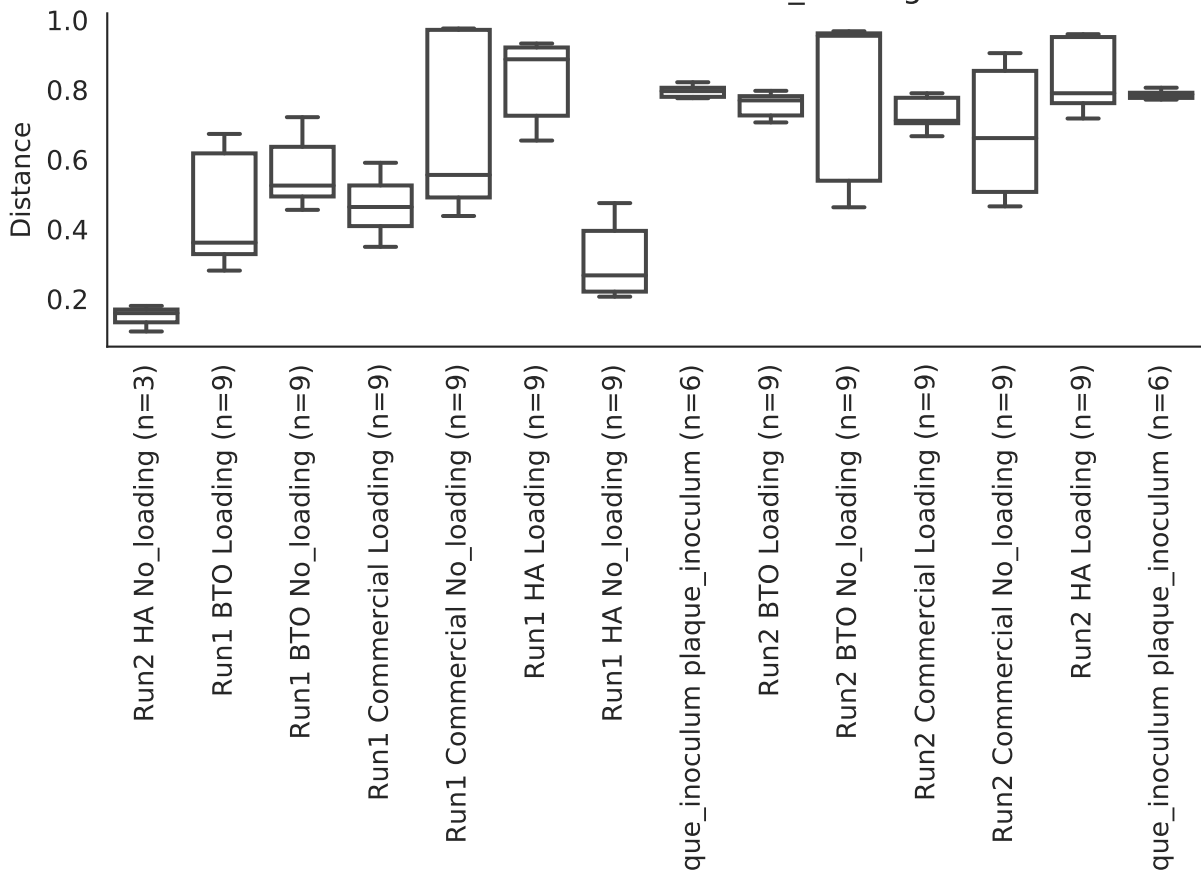 1.0
0.8
0.6
0.4
0.2
Distance
Run2 HA No_loading (n=3)
Run1 BTO Loading (n=9)
Run1 BTO No_loading (n=9)
Run1 Commercial Loading (n=9)
Run1 Commercial No_loading (n=9)
Run1 HA Loading (n=9)
Run1 HA No_loading (n=9)
que_inoculum plaque_inoculum (n=6)
Run2 BTO Loading (n=9)
Run2 BTO No_loading (n=9)
Run2 Commercial Loading (n=9)
Run2 Commercial No_loading (n=9)
Run2 HA Loading (n=9)
que_inoculum plaque_inoculum (n=6)